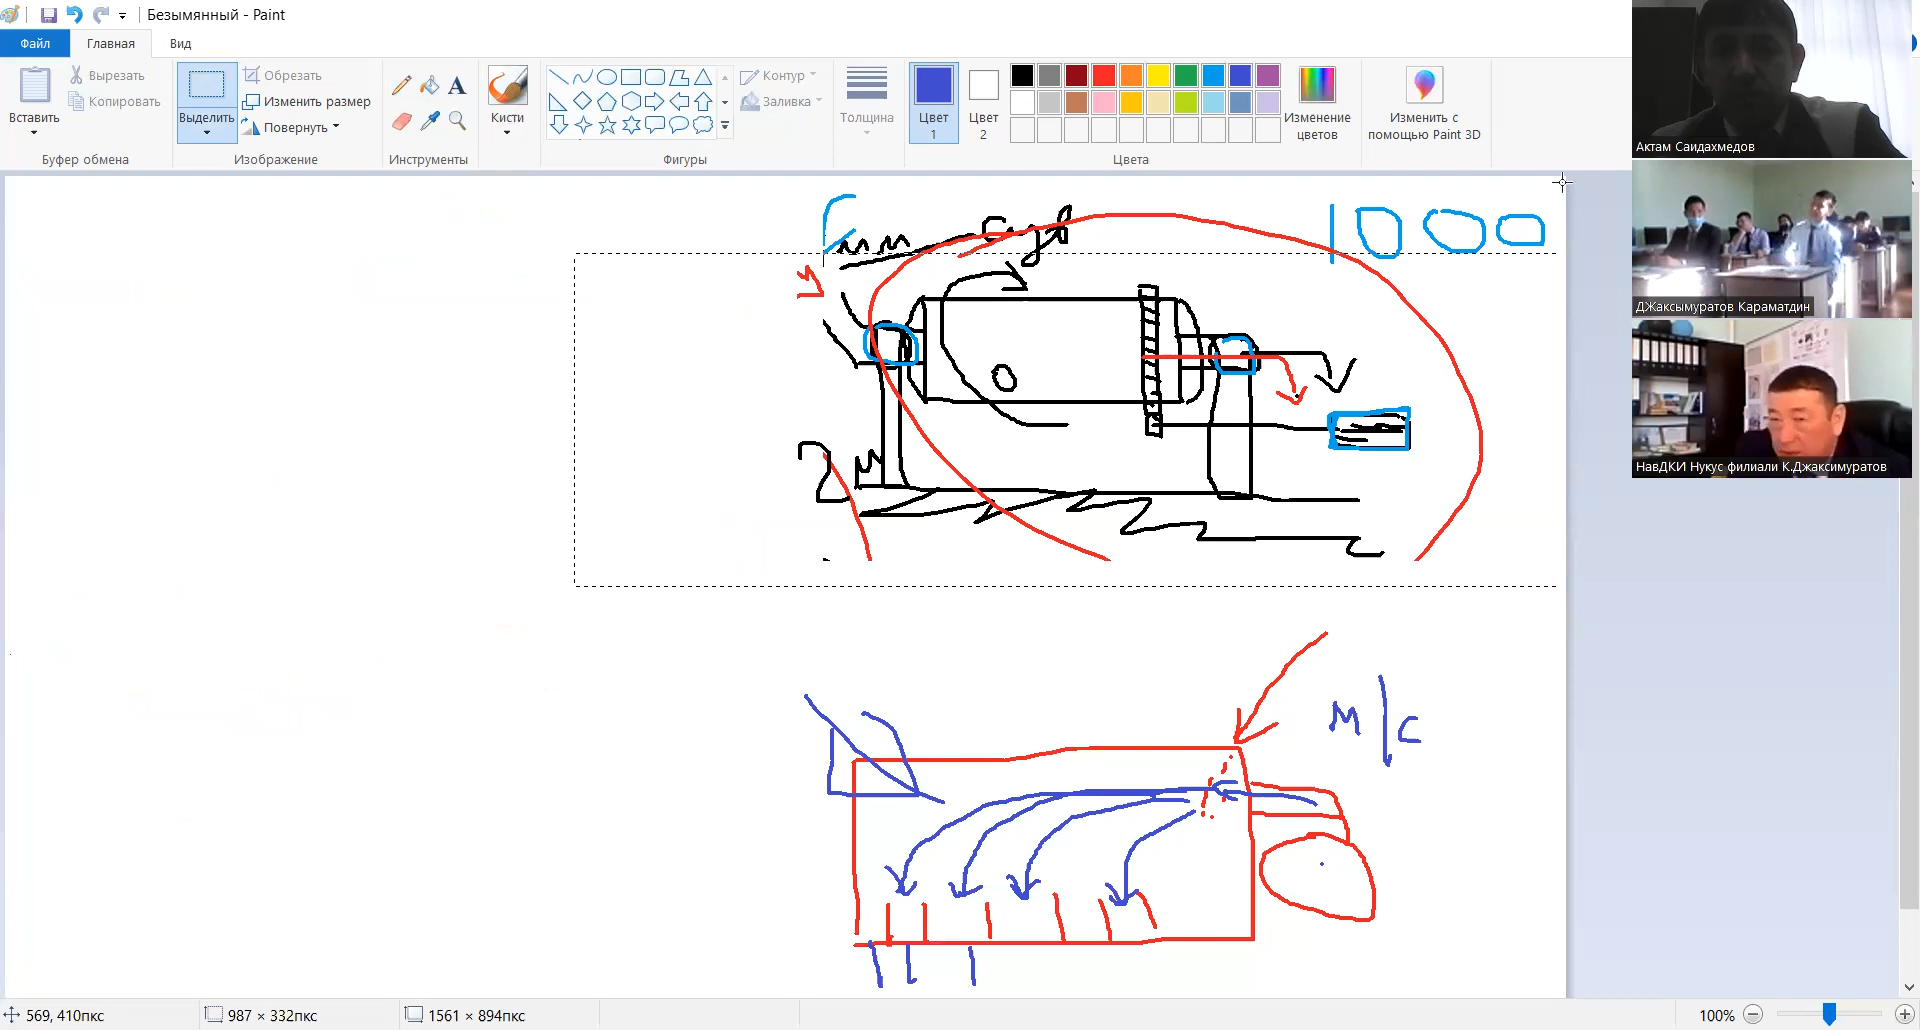 Безымянный - Paint
Файл Главная Вид
Вставить
Вырезать
Копировать
Буфер обмена
Выделить
Обрезать
Изменить размер
Повернуть
Изображение
Инструменты
Кисти
Фигуры
Контур
Заливка
Толщина
Цвет 1
Цвет 2
Изменение цветов
Цвета
Изменить с помощью Paint 3D
Актам Саидахмедов
ДЖаксымуратов Караматдин
НавДКИ Нукус филиали К.Джаксимуратов
1000
0
2 м
м/с
569, 410пкс
987 × 332пкс
1561 × 894пкс
100%